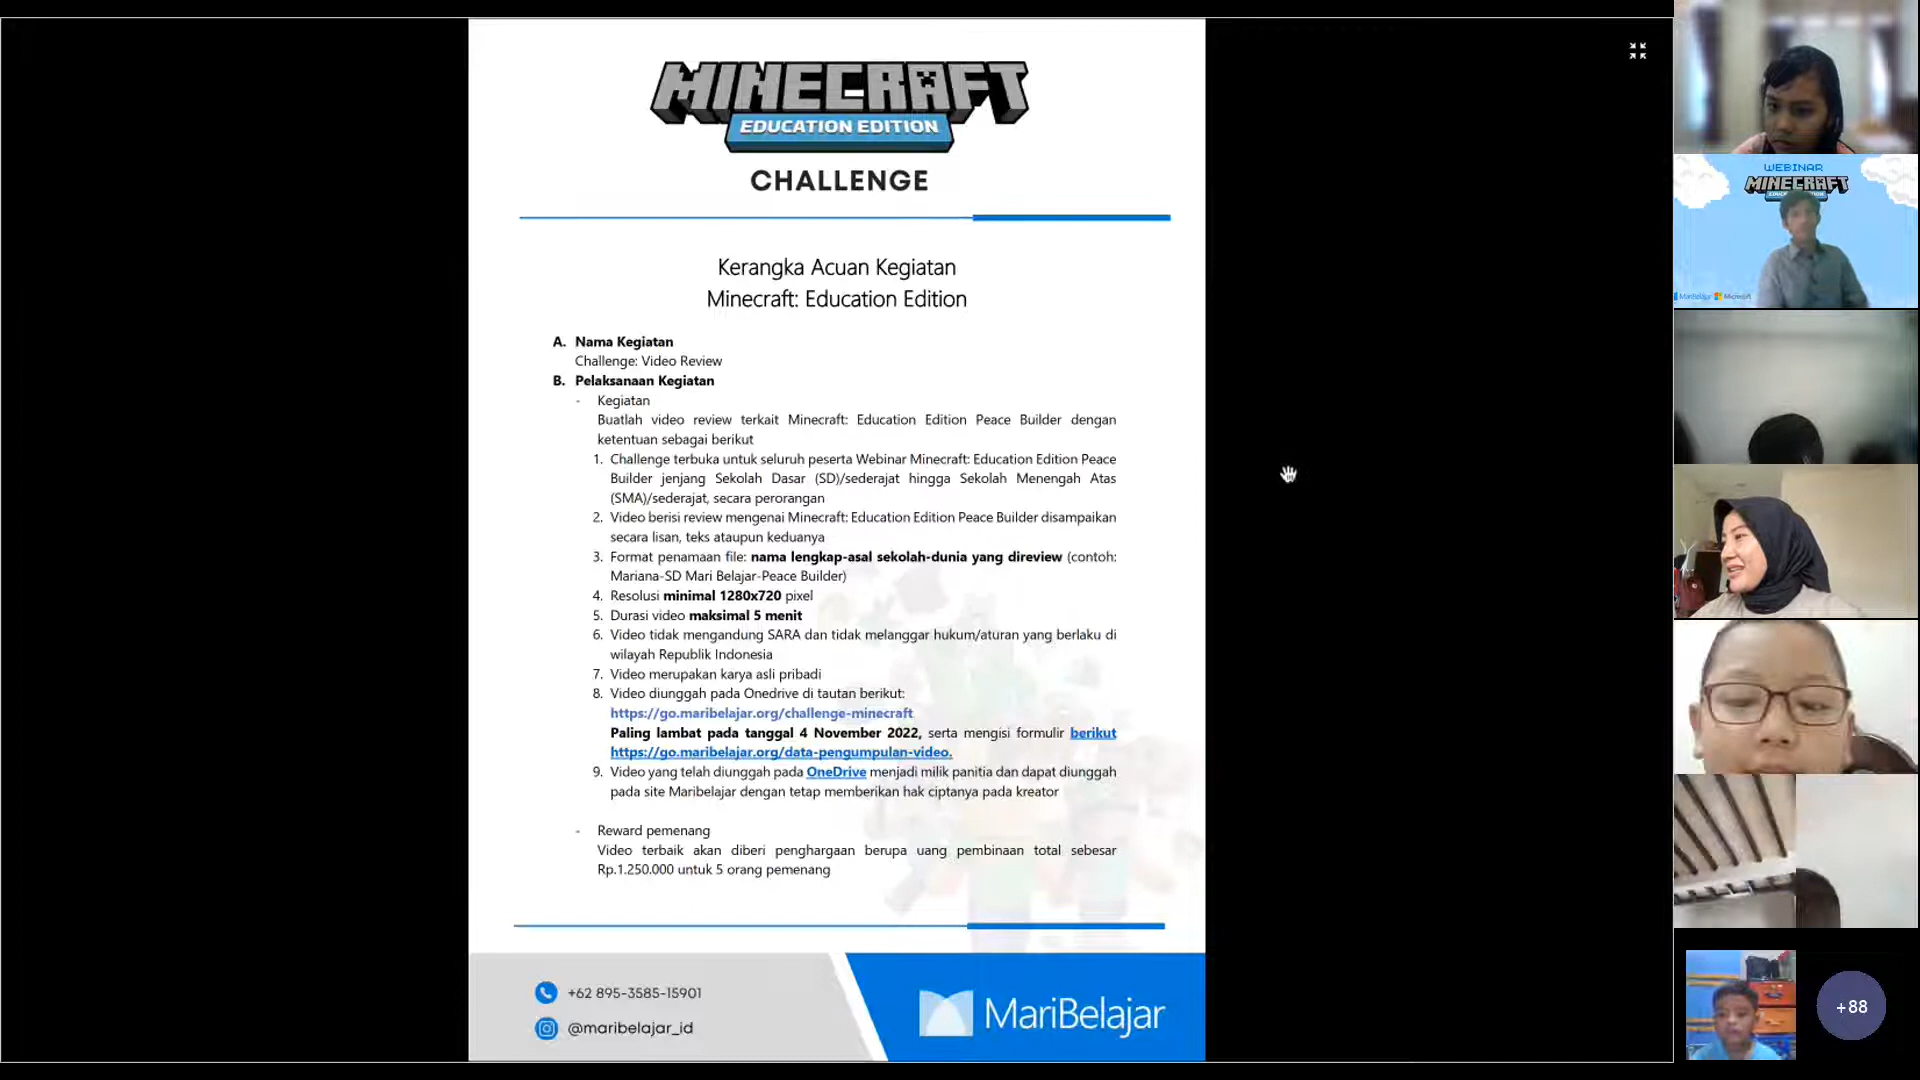 MINECRAFT
EDUCATION EDITION
CHALLENGE
Kerangka Acuan Kegiatan
Minecraft: Education Edition
A. Nama Kegiatan
Challenge: Video Review
B. Pelaksanaan Kegiatan
- Kegiatan
Buatlah video review terkait Minecraft: Education Edition Peace Builder dengan
ketentuan sebagai berikut
1. Challenge terbuka untuk seluruh peserta Webinar Minecraft: Education Edition Peace
Builder jenjang Sekolah Dasar (SD)/sederajat hingga Sekolah Menengah Atas
(SMA)/sederajat, secara perorangan
2. Video berisi review mengenai Minecraft: Education Edition Peace Builder disampaikan
secara lisan, teks ataupun keduanya
3. Format penamaan file: nama lengkap-asal sekolah-dunia yang direview (contoh:
Mariana-SD Mari Belajar-Peace Builder)
4. Resolusi minimal 1280x720 pixel
5. Durasi video maksimal 5 menit
6. Video tidak mengandung SARA dan tidak melanggar hukum/aturan yang berlaku di
wilayah Republik Indonesia
7. Video merupakan karya asli pribadi
8. Video diunggah pada Onedrive di tautan berikut:
https://go.maribelajar.org/challenge-minecraft
Paling lambat pada tanggal 4 November 2022, serta mengisi formulir berikut
https://go.maribelajar.org/data-pengumpulan-video.
9. Video yang telah diunggah pada OneDrive menjadi milik panitia dan dapat diunggah
pada site Maribelajar dengan tetap memberikan hak ciptanya pada kreator
- Reward pemenang
Video terbaik akan diberi penghargaan berupa uang pembinaan total sebesar
Rp.1.250.000 untuk 5 orang pemenang
+62 895-3585-15901
@maribelajar_id
MariBelajar
WEBINAR
MINECRAFT
MariBelajar Microsoft
+88